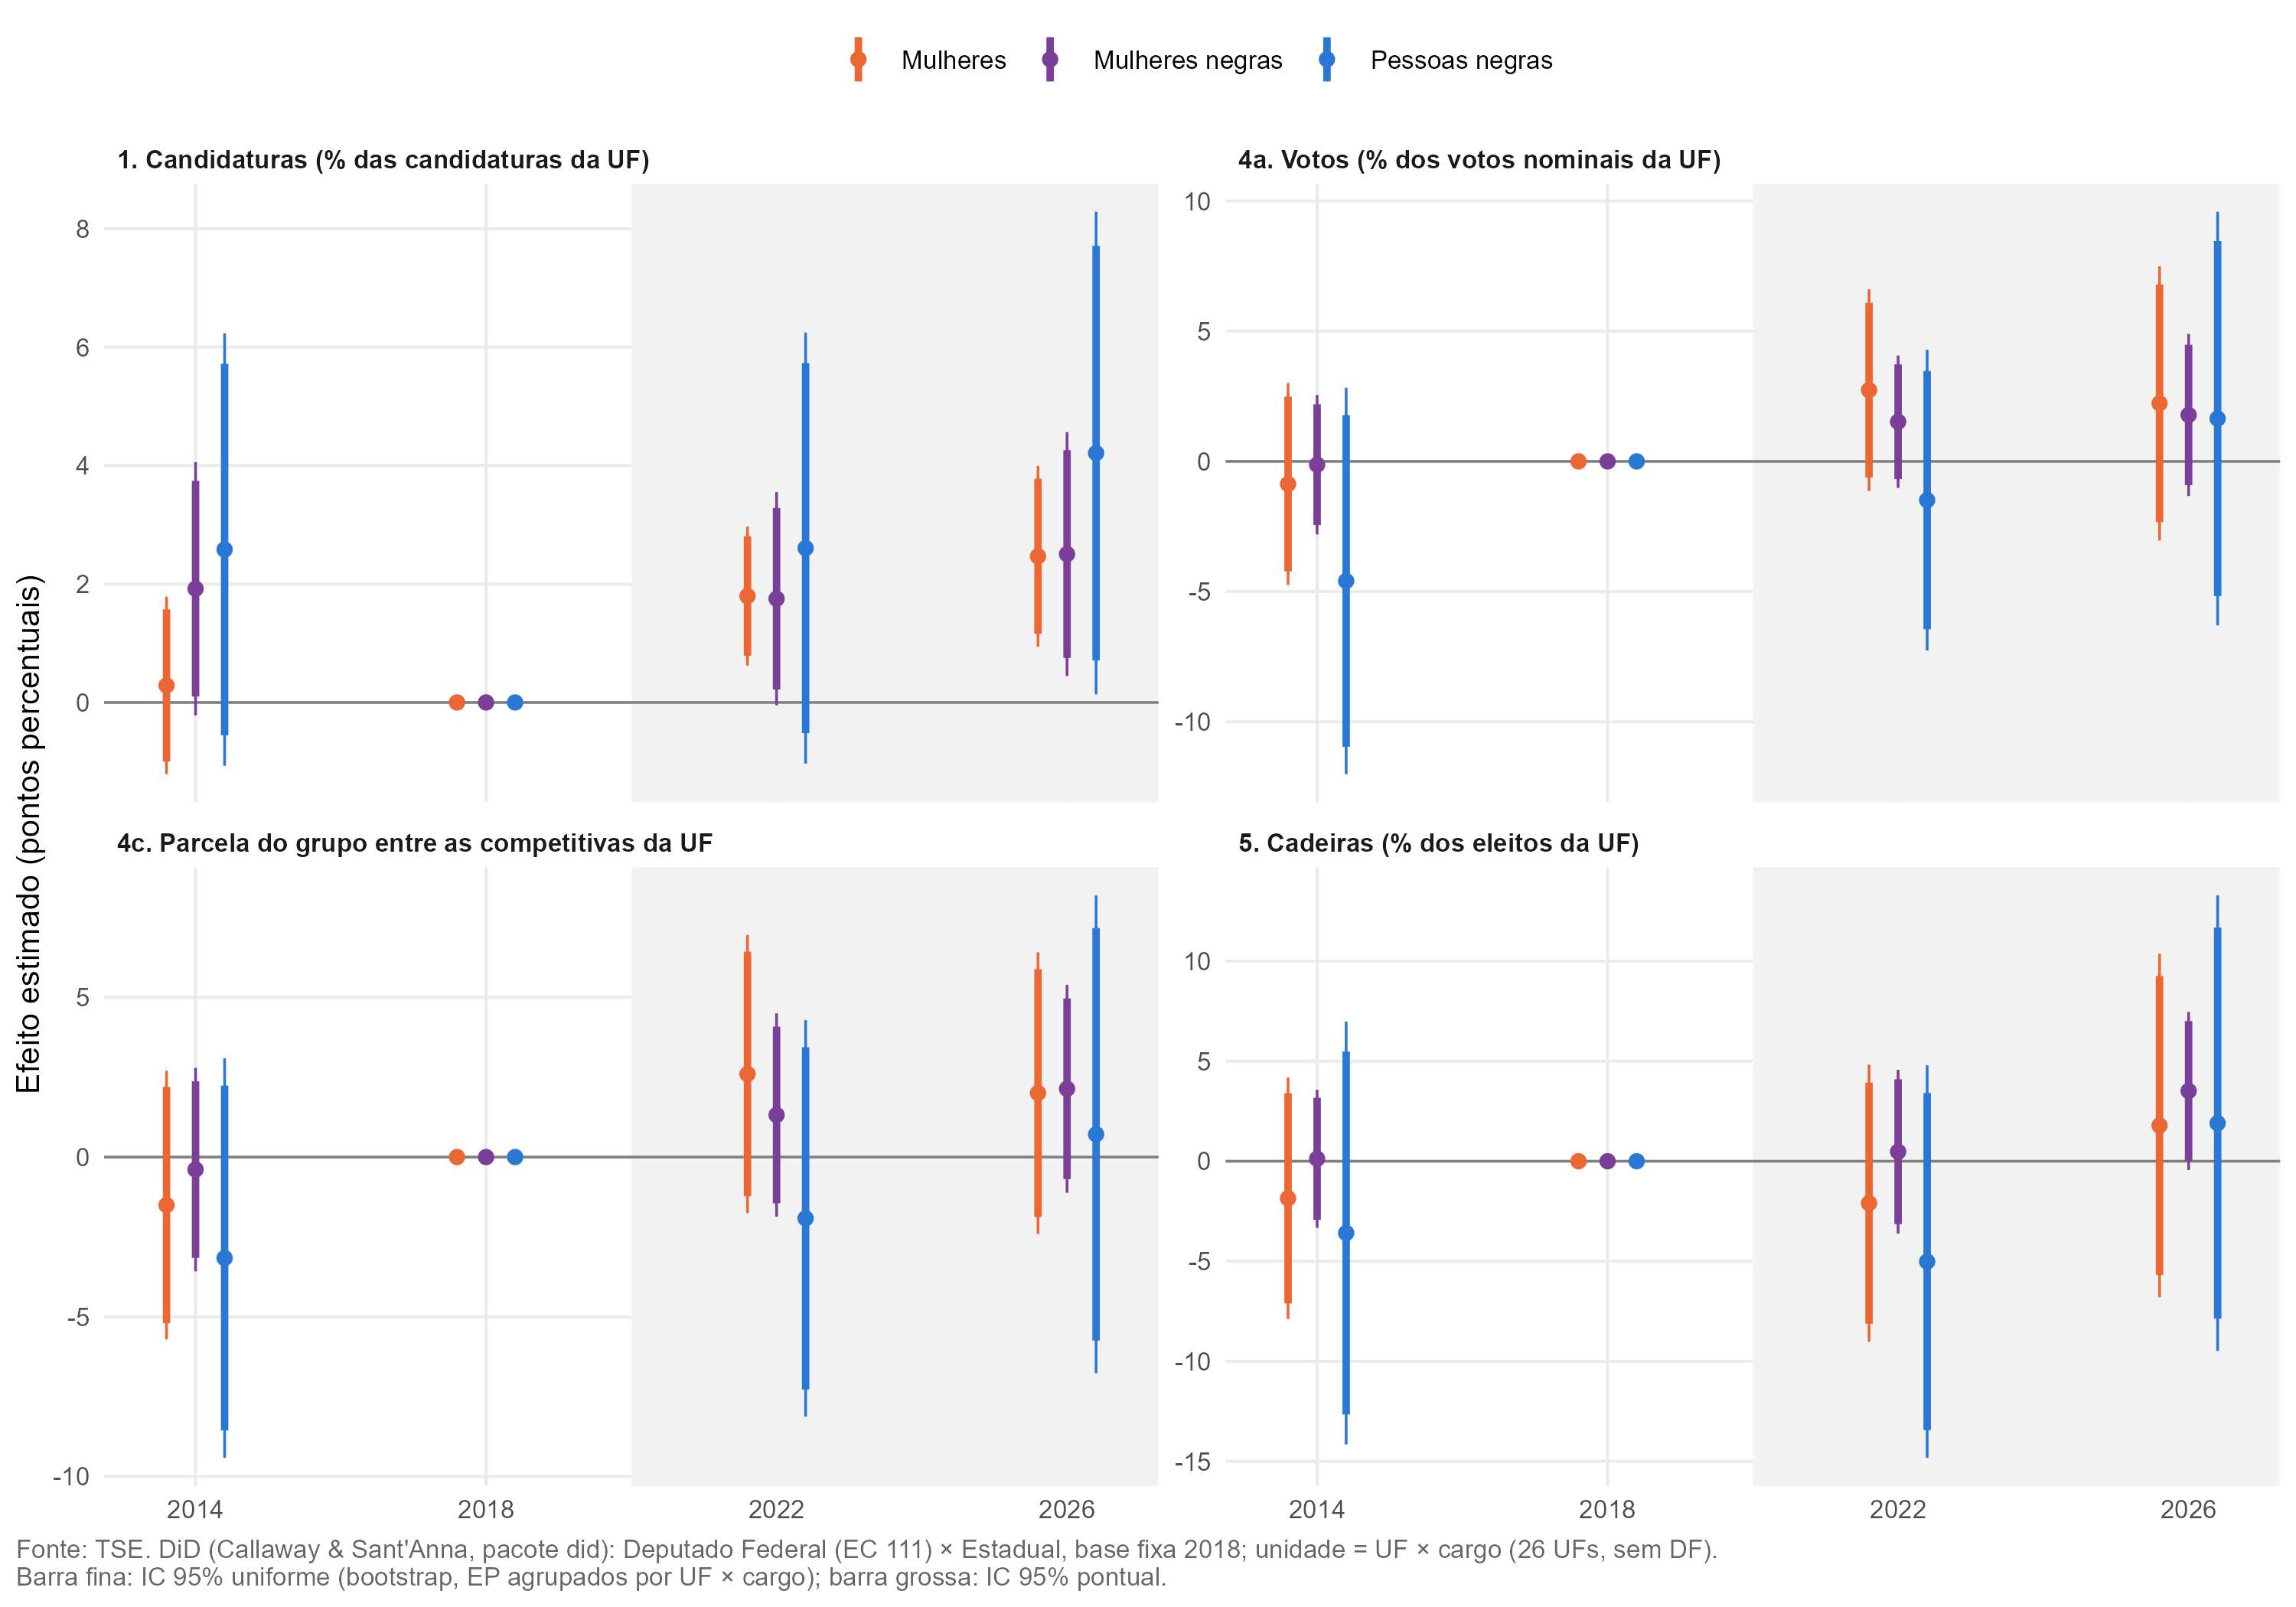 Mulheres Mulheres negras Pessoas negras
Efeito estimado (pontos percentuais)
1. Candidaturas (% das candidaturas da UF)
8
6
4
2
0
4a. Votos (% dos votos nominais da UF)
10
5
0
-5
-10
4c. Parcela do grupo entre as competitivas da UF
5
0
-5
-10
2014 2018 2022 2026
5. Cadeiras (% dos eleitos da UF)
10
5
0
-5
-10
-15
2014 2018 2022 2026
Fonte: TSE. DiD (Callaway & Sant'Anna, pacote did): Deputado Federal (EC 111) × Estadual, base fixa 2018; unidade = UF × cargo (26 UFs, sem DF).
Barra fina: IC 95% uniforme (bootstrap, EP agrupados por UF × cargo); barra grossa: IC 95% pontual.